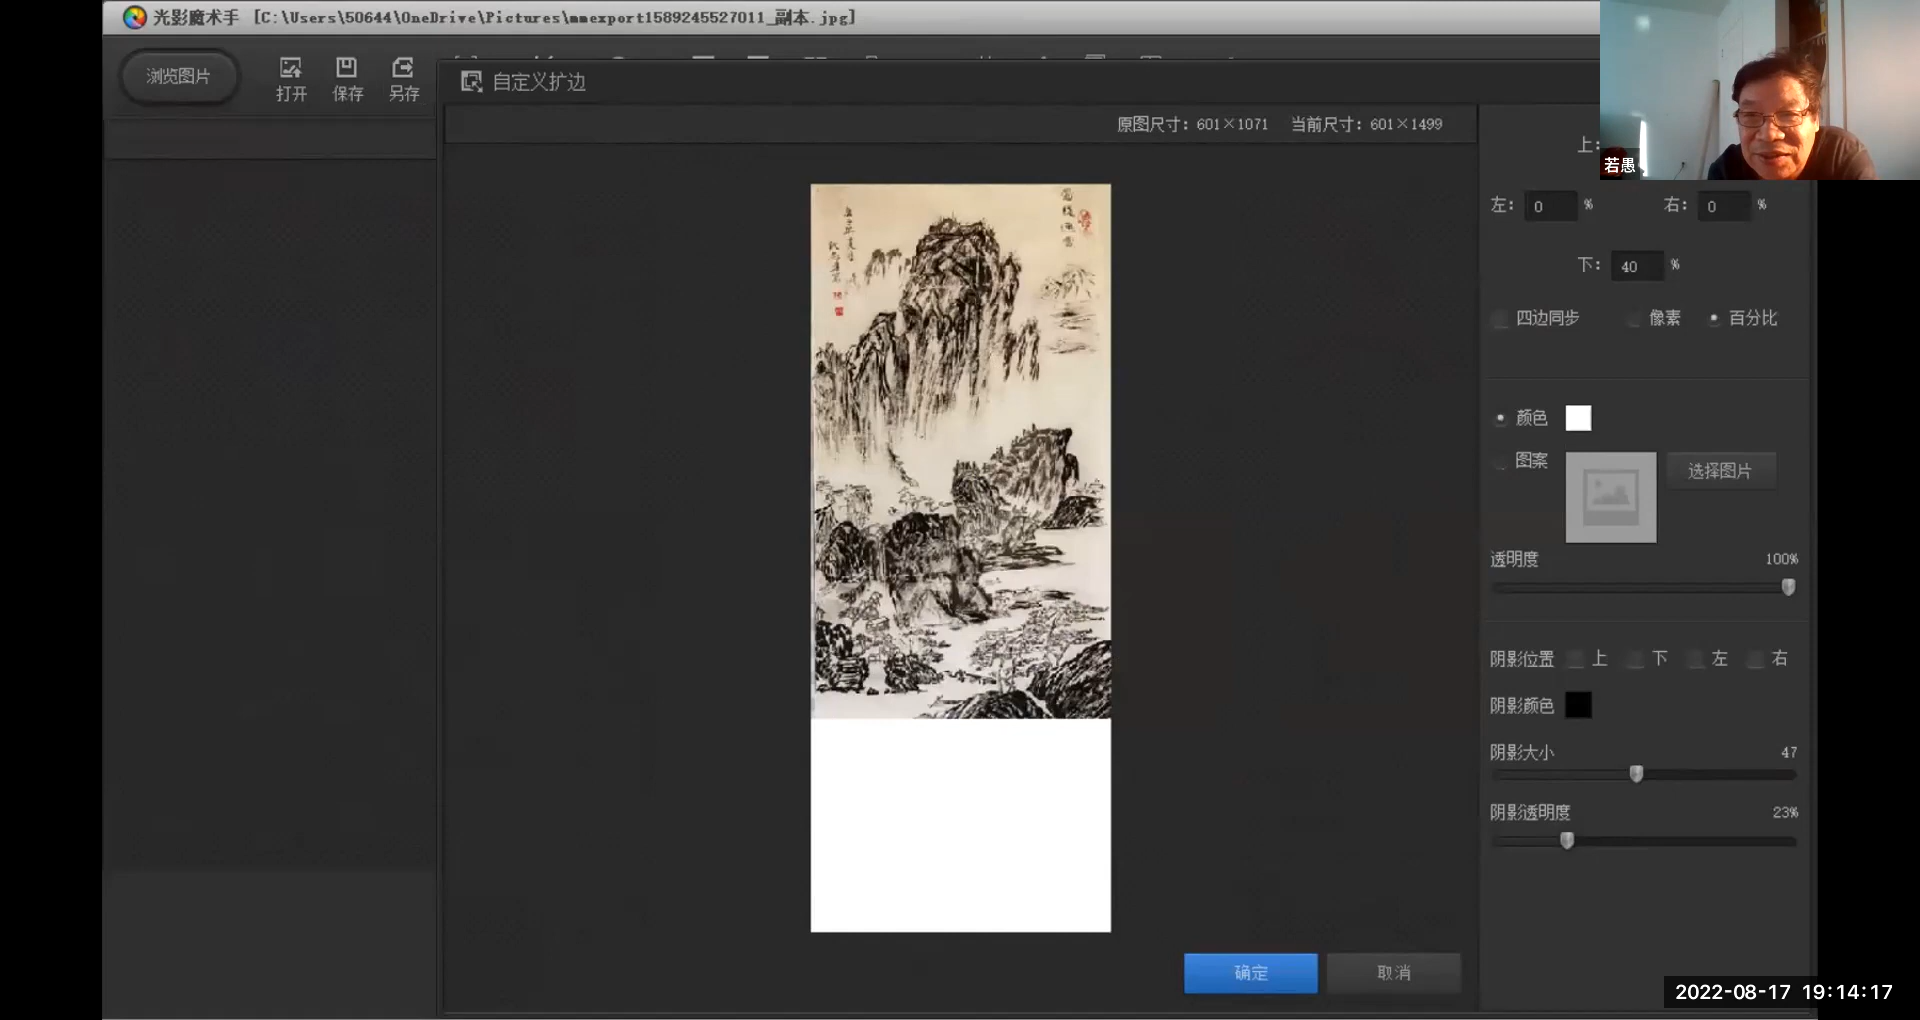 光影魔术手 [C:\Users\50644\OneDrive\Pictures\mmexport1589245527011_副本.jpg]
浏览图片
打开
保存
另存
自定义扩边
原图尺寸: 601×1071 当前尺寸: 601×1499
上:
左: 0 %
右: 0 %
下: 40 %
四边同步
像素
百分比
颜色
图案
选择图片
透明度
100%
阴影位置 上 下 左 右
阴影颜色
阴影大小
47
阴影透明度
23%
确定
取消
若愚
2022-08-17 19:14:17